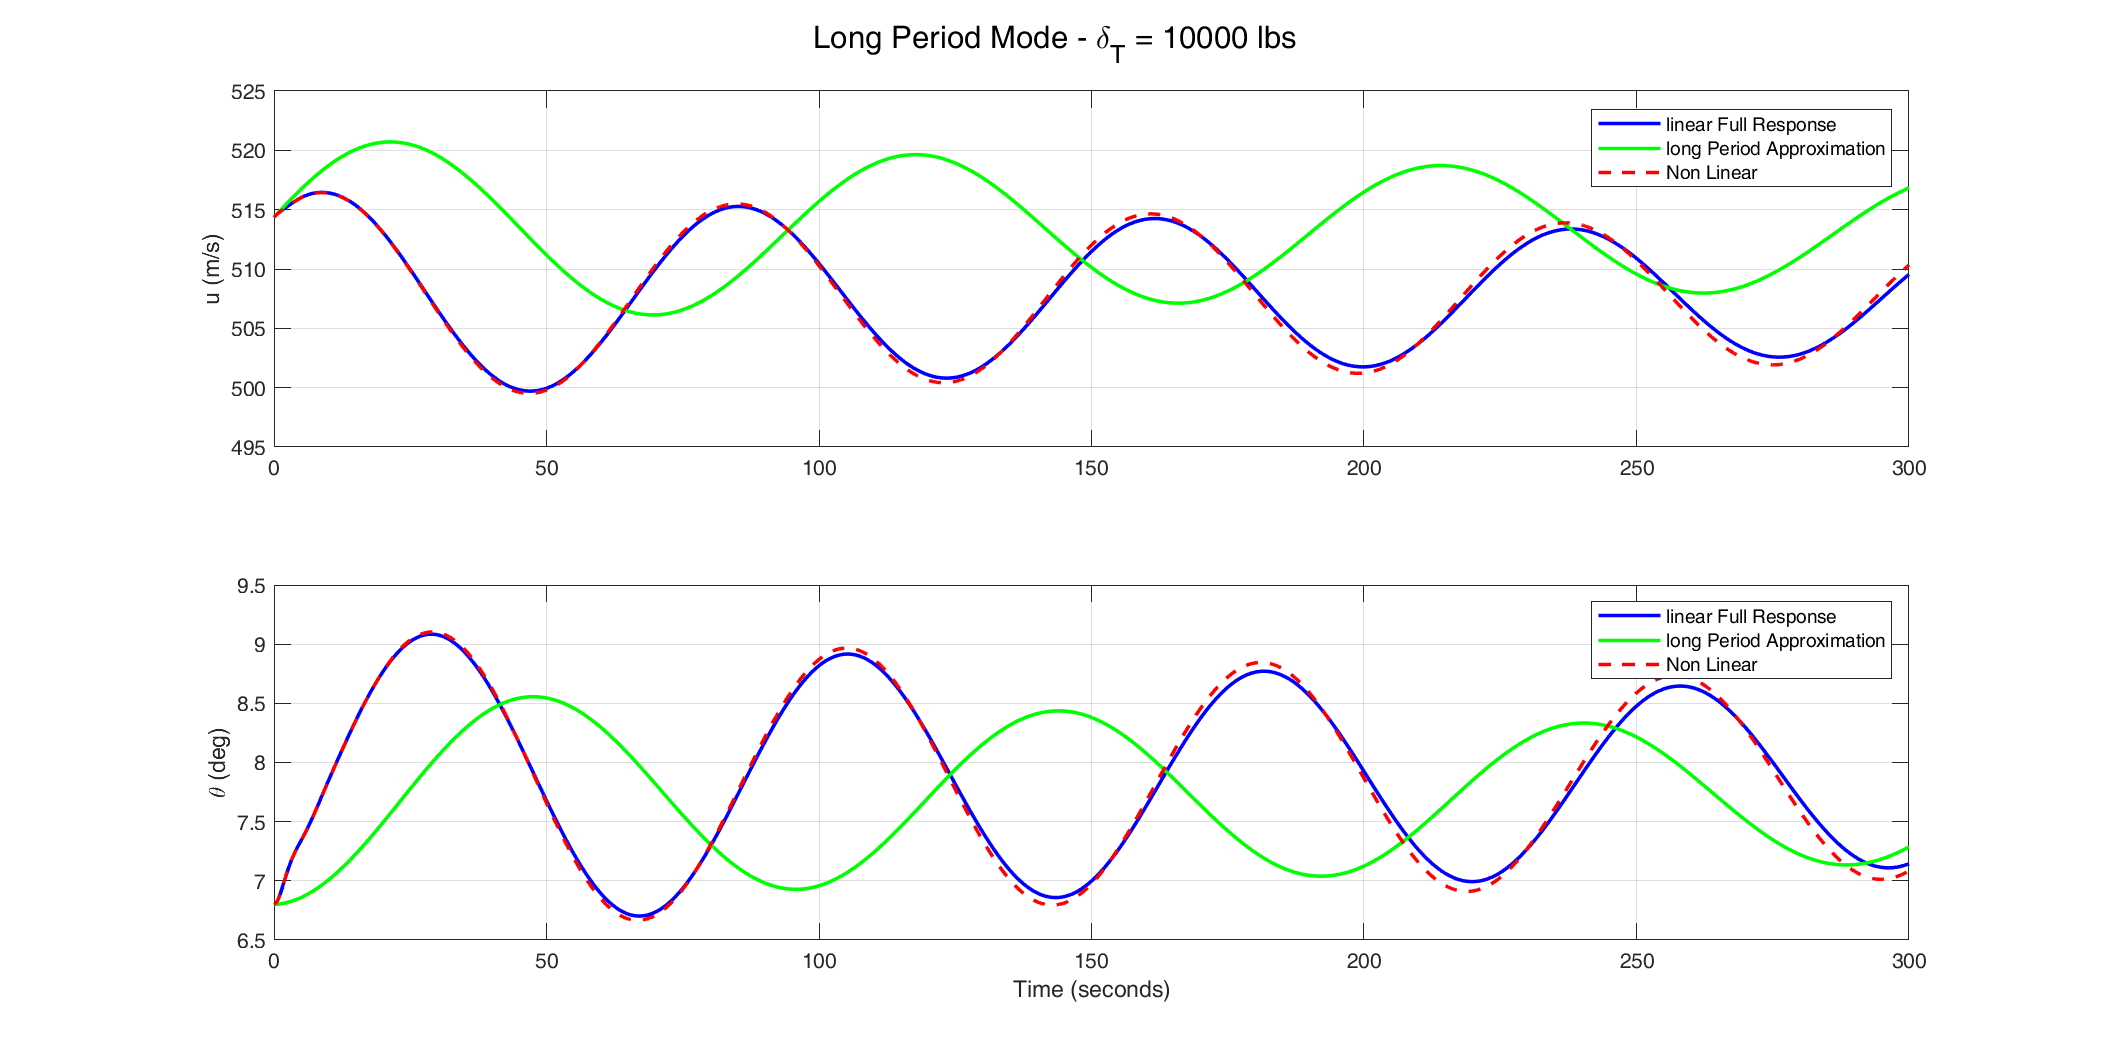 Long Period Mode - δT = 10000 lbs
525
520
515
510
505
500
495
u (m/s)
0 50 100 150 200 250 300
linear Full Response
long Period Approximation
Non Linear
9.5
9
8.5
8
7.5
7
6.5
θ (deg)
0 50 100 150 200 250 300
Time (seconds)
linear Full Response
long Period Approximation
Non Linear